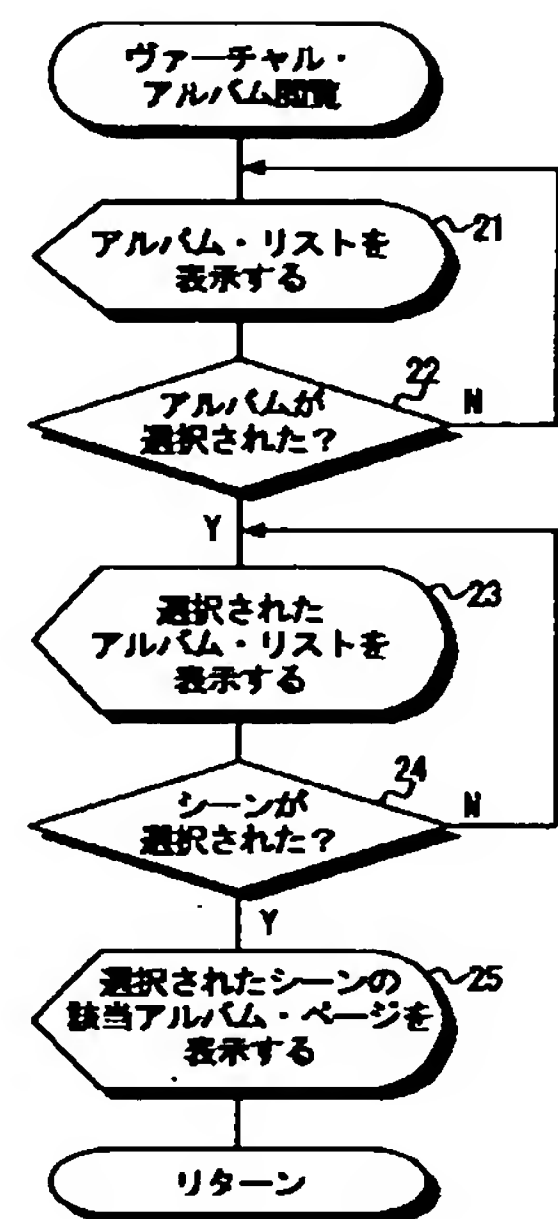 ヴァーチャル・
アルバム閲覧
アルバム・リストを
表示する
21
アルバムが
選択された?
22
N
Y
選択された
アルバム・リストを
表示する
23
シーンが
選択された?
24
N
Y
選択されたシーンの
該当アルバム・ページを
表示する
25
リターン